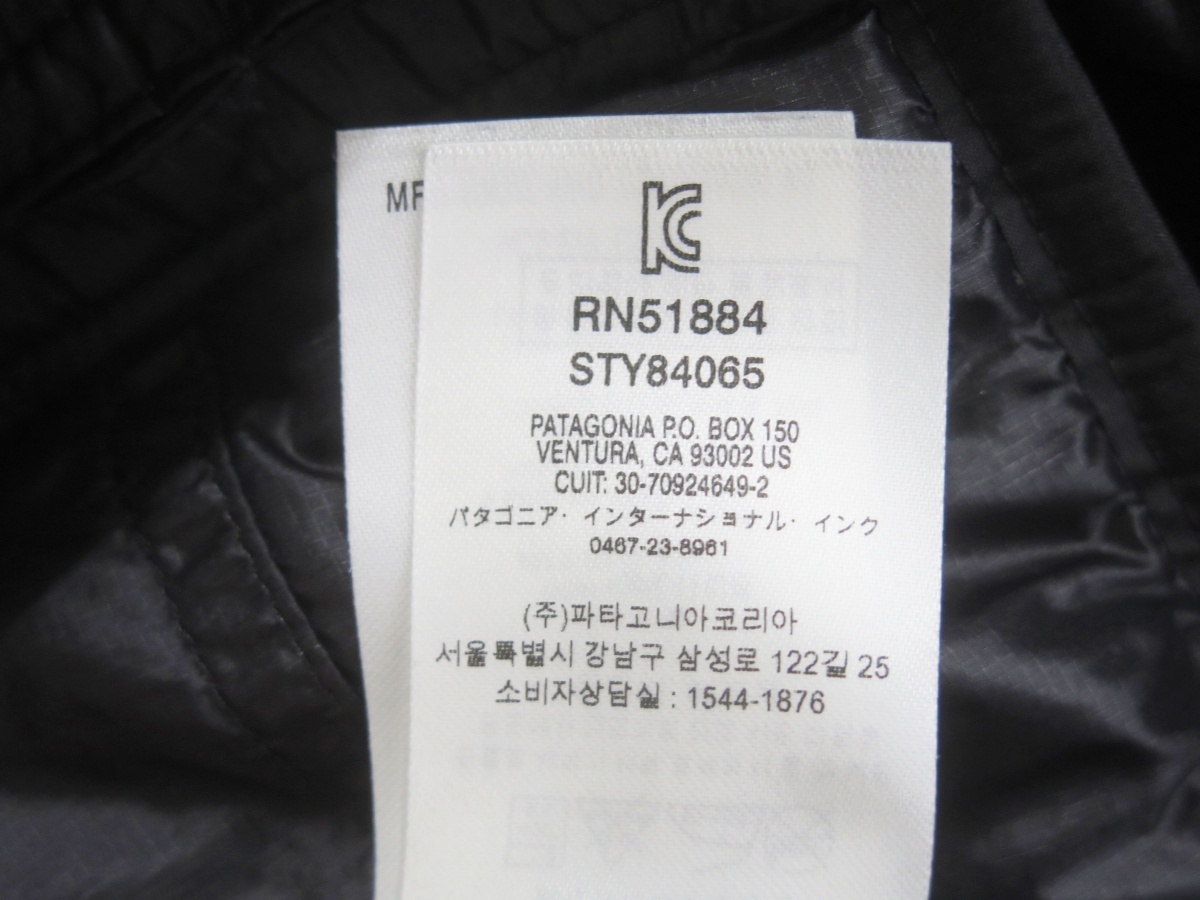 MF
KC
RN51884
STY84065
PATAGONIA P.O. BOX 150
VENTURA, CA 93002 US
CUIT: 30-70924649-2
パタゴニア・インターナショナル・インク
0467-23-8961
(주)파타고니아코리아
서울특별시 강남구 삼성로 122길 25
소비자상담실 : 1544-1876